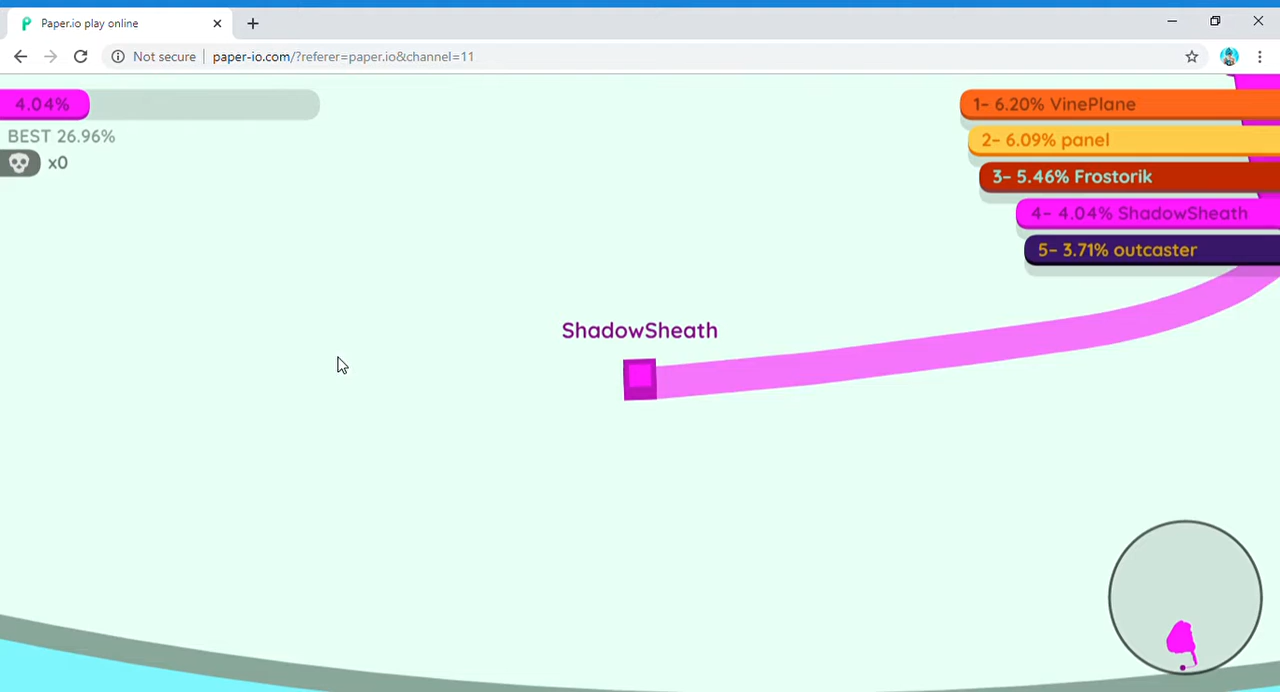 Paper.io play online
Not secure paper-io.com/?referer=paper.io&channel=11
4.04%
BEST 26.96%
x0
1- 6.20% VinePlane
2- 6.09% panel
3- 5.46% Frostorik
4- 4.04% ShadowSheath
5- 3.71% outcaster
ShadowSheath